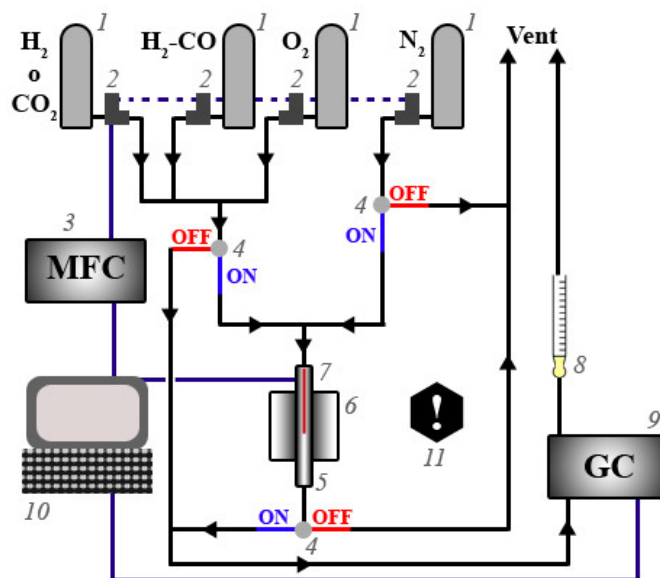 1 1 1 1
H2 H2-CO O2 N2 Vent
o
CO2
2 2 2 2
4 OFF
ON
3
OFF 4
MFC ON
7
6
8
!
11
9
GC
5
10
ON OFF
4